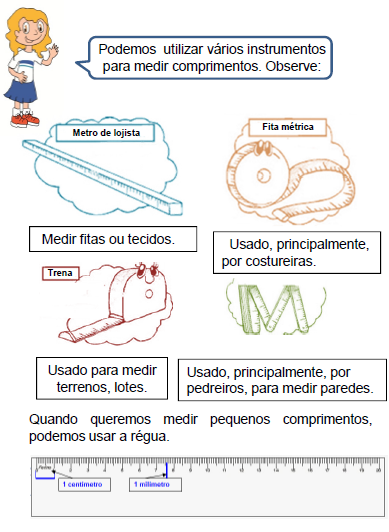 Podemos utilizar vários instrumentos
para medir comprimentos. Observe:
Metro de lojista
Fita métrica
Medir fitas ou tecidos.
Usado, principalmente,
por costureiras.
Trena
Usado para medir
terrenos, lotes.
Usado, principalmente, por
pedreiros, para medir paredes.
Quando queremos medir pequenos comprimentos,
podemos usar a régua.
1 centímetro
1 milímetro